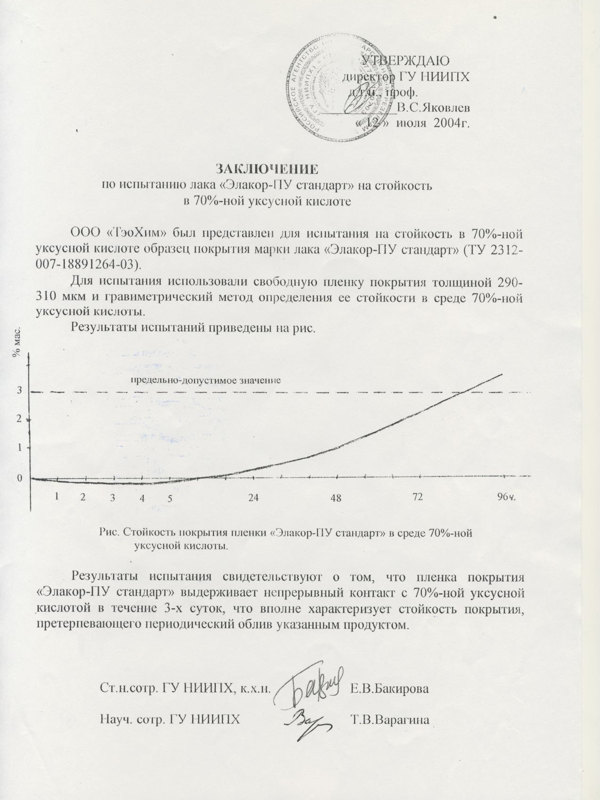 УТВЕРЖДАЮ
директор ГУ НИИПХ
д.т.н., проф.
В.С.Яковлев
« 12 » июля 2004г.
ЗАКЛЮЧЕНИЕ
по испытанию лака «Элакор-ПУ стандарт» на стойкость
в 70%-ной уксусной кислоте
ООО «ТэоХим» был представлен для испытания на стойкость в 70%-ной
уксусной кислоте образец покрытия марки лака «Элакор-ПУ стандарт» (ТУ 2312-
007-18891264-03).
Для испытания использовали свободную пленку покрытия толщиной 290-
310 мкм и гравиметрический метод определения ее стойкости в среде 70%-ной
уксусной кислоты.
Результаты испытаний приведены на рис.
% мас.
предельно-допустимое значение
3
2
1
0
1 2 3 4 5 24 48 72 96ч.
Рис. Стойкость покрытия пленки «Элакор-ПУ стандарт» в среде 70%-ной
уксусной кислоты.
Результаты испытания свидетельствуют о том, что пленка покрытия
«Элакор-ПУ стандарт» выдерживает непрерывный контакт с 70%-ной уксусной
кислотой в течение 3-х суток, что вполне характеризует стойкость покрытия,
претерпевающего периодический облив указанным продуктом.
Ст.н.сотр. ГУ НИИПХ, к.х.н. Е.В.Бакирова
Науч. сотр. ГУ НИИПХ Т.В.Варагина